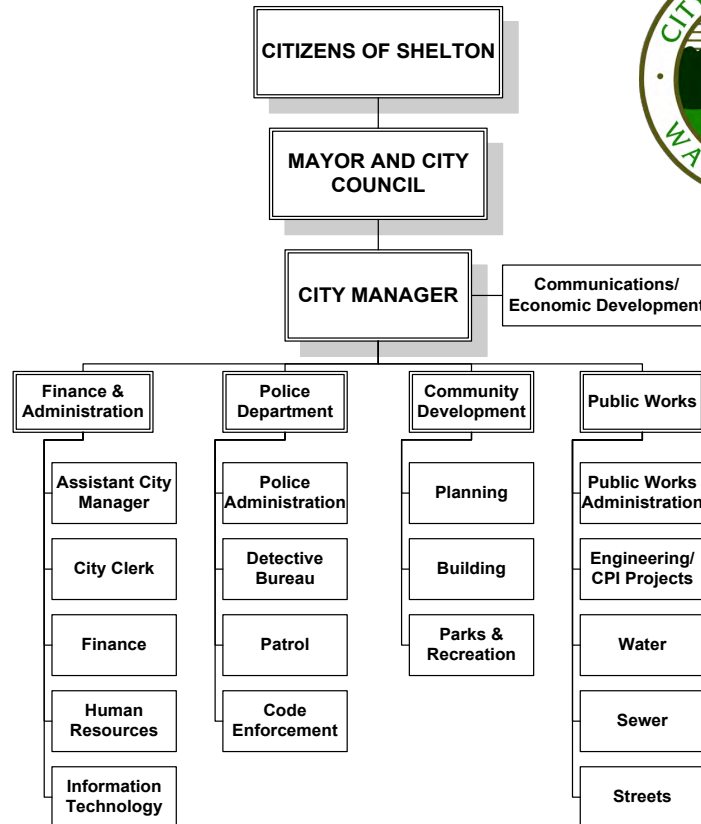 CITIZENS OF SHELTON
MAYOR AND CITY
COUNCIL
CITY MANAGER
Communications/
Economic Development
Finance &
Administration
Police
Department
Community
Development
Public Works
Assistant City
Manager
City Clerk
Finance
Human
Resources
Information
Technology
Police
Administration
Detective
Bureau
Patrol
Code
Enforcement
Planning
Building
Parks &
Recreation
Public Works
Administration
Engineering/
CPI Projects
Water
Sewer
Streets